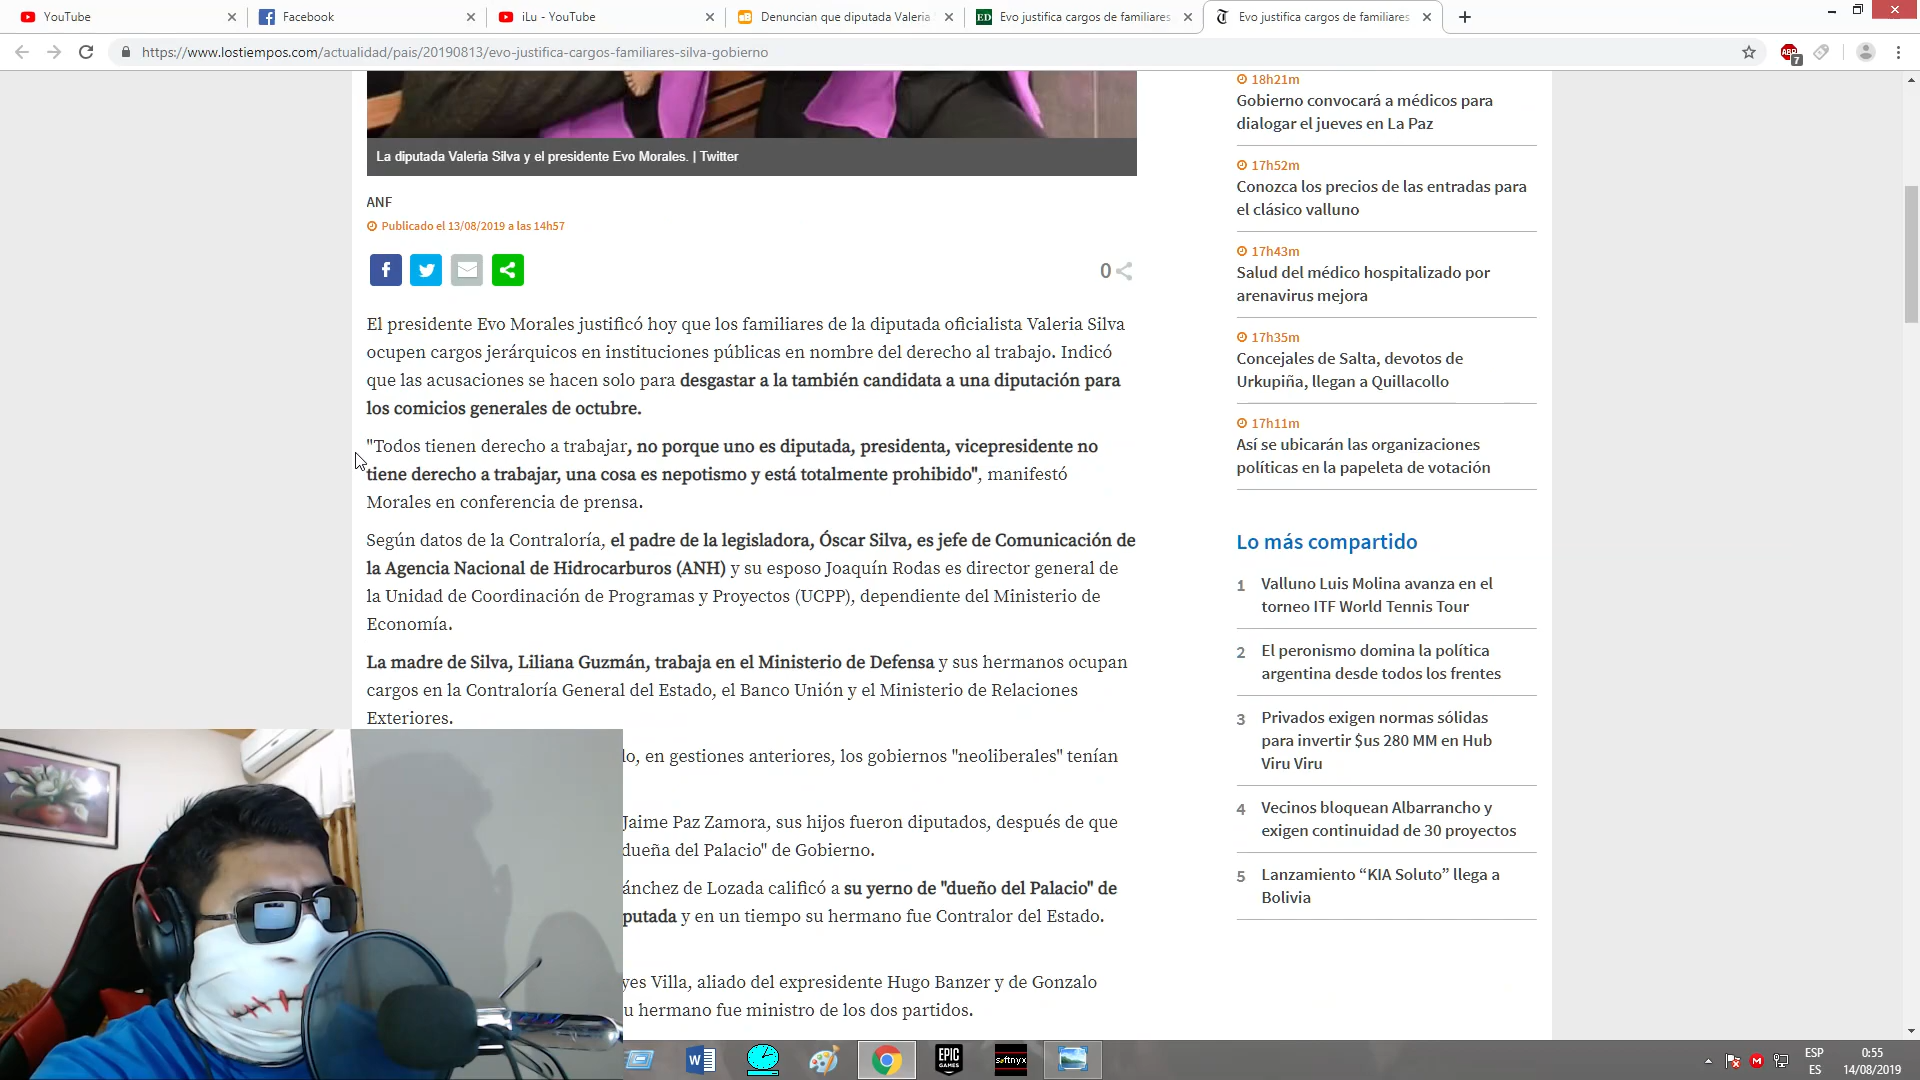 YouTube
Facebook
iLu - YouTube
Denuncian que diputada Valeria
ED Evo justifica cargos de familiares
Evo justifica cargos de familiares
https://www.lostiempos.com/actualidad/pais/20190813/evo-justifica-cargos-familiares-silva-gobierno
ABP
7
La diputada Valeria Silva y el presidente Evo Morales. | Twitter
ANF
Publicado el 13/08/2019 a las 14h57
0
El presidente Evo Morales justificó hoy que los familiares de la diputada oficialista Valeria Silva
ocupen cargos jerárquicos en instituciones públicas en nombre del derecho al trabajo. Indicó
que las acusaciones se hacen solo para desgastar a la también candidata a una diputación para
los comicios generales de octubre.
"Todos tienen derecho a trabajar, no porque uno es diputada, presidenta, vicepresidente no
tiene derecho a trabajar, una cosa es nepotismo y está totalmente prohibido", manifestó
Morales en conferencia de prensa.
Según datos de la Contraloría, el padre de la legisladora, Óscar Silva, es jefe de Comunicación de
la Agencia Nacional de Hidrocarburos (ANH) y su esposo Joaquín Rodas es director general de
la Unidad de Coordinación de Programas y Proyectos (UCPP), dependiente del Ministerio de
Economía.
La madre de Silva, Liliana Guzmán, trabaja en el Ministerio de Defensa y sus hermanos ocupan
cargos en la Contraloría General del Estado, el Banco Unión y el Ministerio de Relaciones
Exteriores.
lo, en gestiones anteriores, los gobiernos "neoliberales" tenían
Jaime Paz Zamora, sus hijos fueron diputados, después de que
dueña del Palacio" de Gobierno.
ánchez de Lozada calificó a su yerno de "dueño del Palacio" de
putada y en un tiempo su hermano fue Contralor del Estado.
yes Villa, aliado del expresidente Hugo Banzer y de Gonzalo
u hermano fue ministro de los dos partidos.
18h21m
Gobierno convocará a médicos para
dialogar el jueves en La Paz
17h52m
Conozca los precios de las entradas para
el clásico valluno
17h43m
Salud del médico hospitalizado por
arenavirus mejora
17h35m
Concejales de Salta, devotos de
Urkupiña, llegan a Quillacollo
17h11m
Así se ubicarán las organizaciones
políticas en la papeleta de votación
Lo más compartido
1 Valluno Luis Molina avanza en el
torneo ITF World Tennis Tour
2 El peronismo domina la política
argentina desde todos los frentes
3 Privados exigen normas sólidas
para invertir $us 280 MM en Hub
Viru Viru
4 Vecinos bloquean Albarrancho y
exigen continuidad de 30 proyectos
5 Lanzamiento “KIA Soluto” llega a
Bolivia
EPIC
GAMES
softnyx
ESP
ES
0:55
14/08/2019